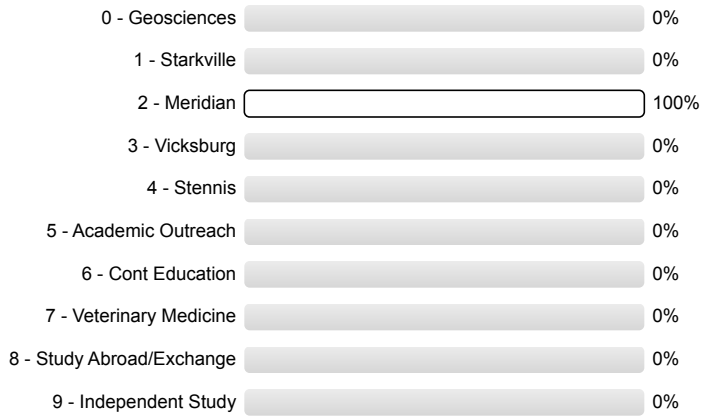 0 - Geosciences 0%
1 - Starkville 0%
2 - Meridian 100%
3 - Vicksburg 0%
4 - Stennis 0%
5 - Academic Outreach 0%
6 - Cont Education 0%
7 - Veterinary Medicine 0%
8 - Study Abroad/Exchange 0%
9 - Independent Study 0%